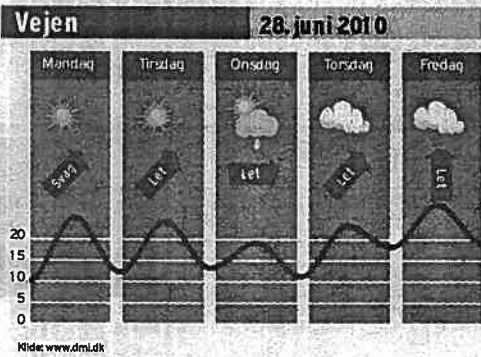 Vejen 28. juni 2010
Mandag Tirsdag Onsdag Torsdag Fredag
Svag Let Let Let Let
20
15
10
5
0
Kilde: www.dmi.dk